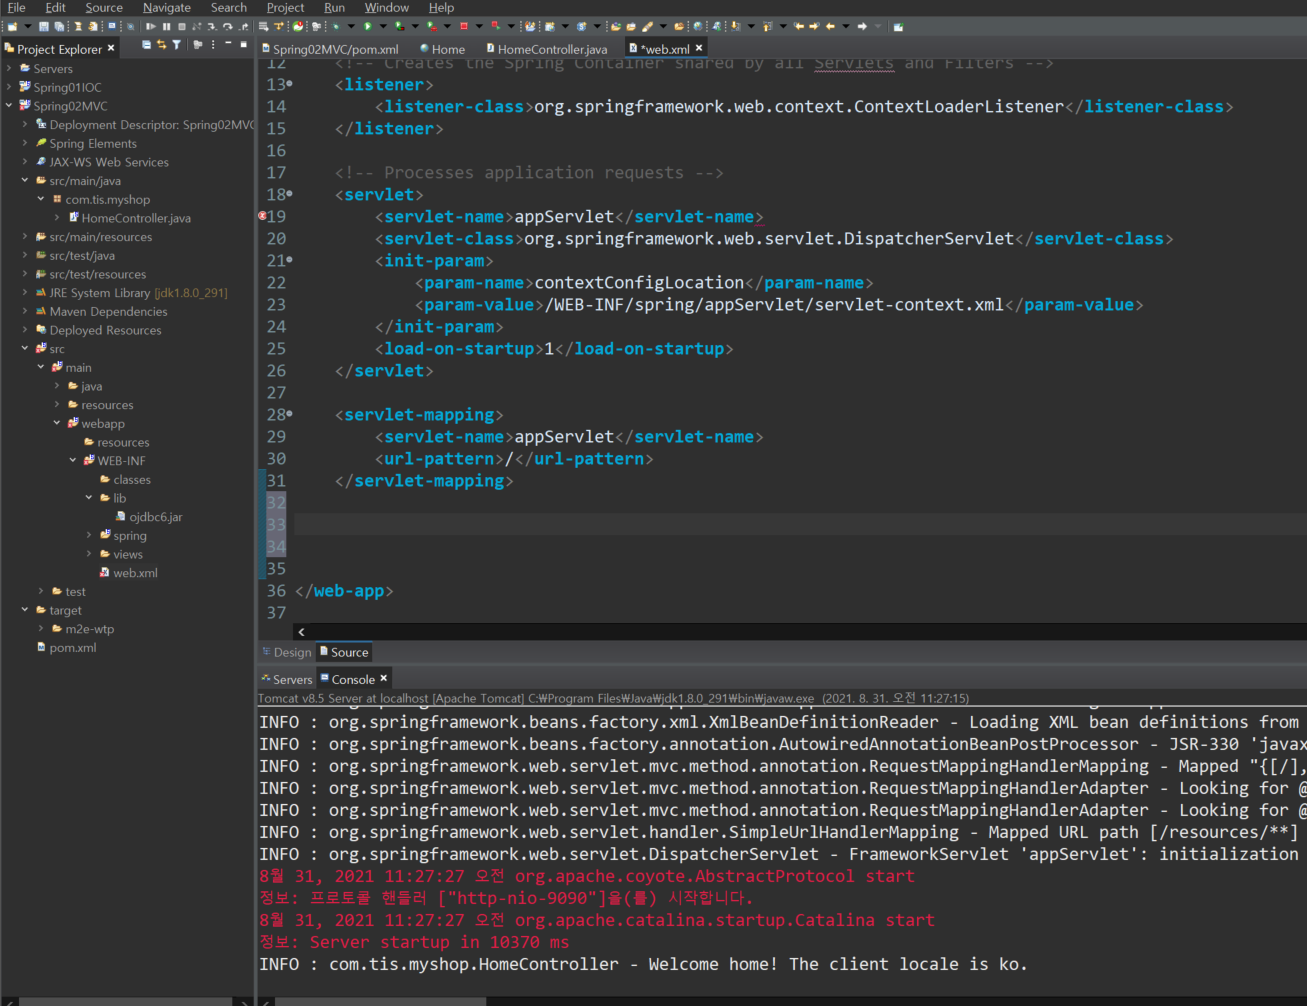 File Edit Source Navigate Search Project Run Window Help
Project Explorer
Servers
Spring01IOC
Spring02MVC
Deployment Descriptor: Spring02MVC
Spring Elements
JAX-WS Web Services
src/main/java
com.tis.myshop
HomeController.java
src/main/resources
src/test/java
src/test/resources
JRE System Library [jdk1.8.0_291]
Maven Dependencies
Deployed Resources
src
main
java
resources
webapp
resources
WEB-INF
classes
lib
ojdbc6.jar
spring
views
web.xml
test
target
m2e-wtp
pom.xml
Spring02MVC/pom.xml Home HomeController.java *web.xml
12 <!-- Creates the Spring Container shared by all Servlets and Filters -->
13 <listener>
14 <listener-class>org.springframework.web.context.ContextLoaderListener</listener-class>
15 </listener>
16
17 <!-- Processes application requests -->
18 <servlet>
19 <servlet-name>appServlet</servlet-name>
20 <servlet-class>org.springframework.web.servlet.DispatcherServlet</servlet-class>
21 <init-param>
22 <param-name>contextConfigLocation</param-name>
23 <param-value>/WEB-INF/spring/appServlet/servlet-context.xml</param-value>
24 </init-param>
25 <load-on-startup>1</load-on-startup>
26 </servlet>
27
28 <servlet-mapping>
29 <servlet-name>appServlet</servlet-name>
30 <url-pattern>/</url-pattern>
31 </servlet-mapping>
32
33
34
35
36 </web-app>
37
Design Source
Servers Console
Tomcat v8.5 Server at localhost [Apache Tomcat] C:₩Program Files₩Java₩jdk1.8.0_291₩bin₩javaw.exe (2021. 8. 31. 오전 11:27:15)
INFO : org.springframework.beans.factory.xml.XmlBeanDefinitionReader - Loading XML bean definitions from
INFO : org.springframework.beans.factory.annotation.AutowiredAnnotationBeanPostProcessor - JSR-330 'javax
INFO : org.springframework.web.servlet.mvc.method.annotation.RequestMappingHandlerMapping - Mapped "{[/],
INFO : org.springframework.web.servlet.mvc.method.annotation.RequestMappingHandlerAdapter - Looking for @
INFO : org.springframework.web.servlet.mvc.method.annotation.RequestMappingHandlerAdapter - Looking for @
INFO : org.springframework.web.servlet.handler.SimpleUrlHandlerMapping - Mapped URL path [/resources/**]
INFO : org.springframework.web.servlet.DispatcherServlet - FrameworkServlet 'appServlet': initialization
8월 31, 2021 11:27:27 오전 org.apache.coyote.AbstractProtocol start
정보: 프로토콜 핸들러 ["http-nio-9090"]을(를) 시작합니다.
8월 31, 2021 11:27:27 오전 org.apache.catalina.startup.Catalina start
정보: Server startup in 10370 ms
INFO : com.tis.myshop.HomeController - Welcome home! The client locale is ko.